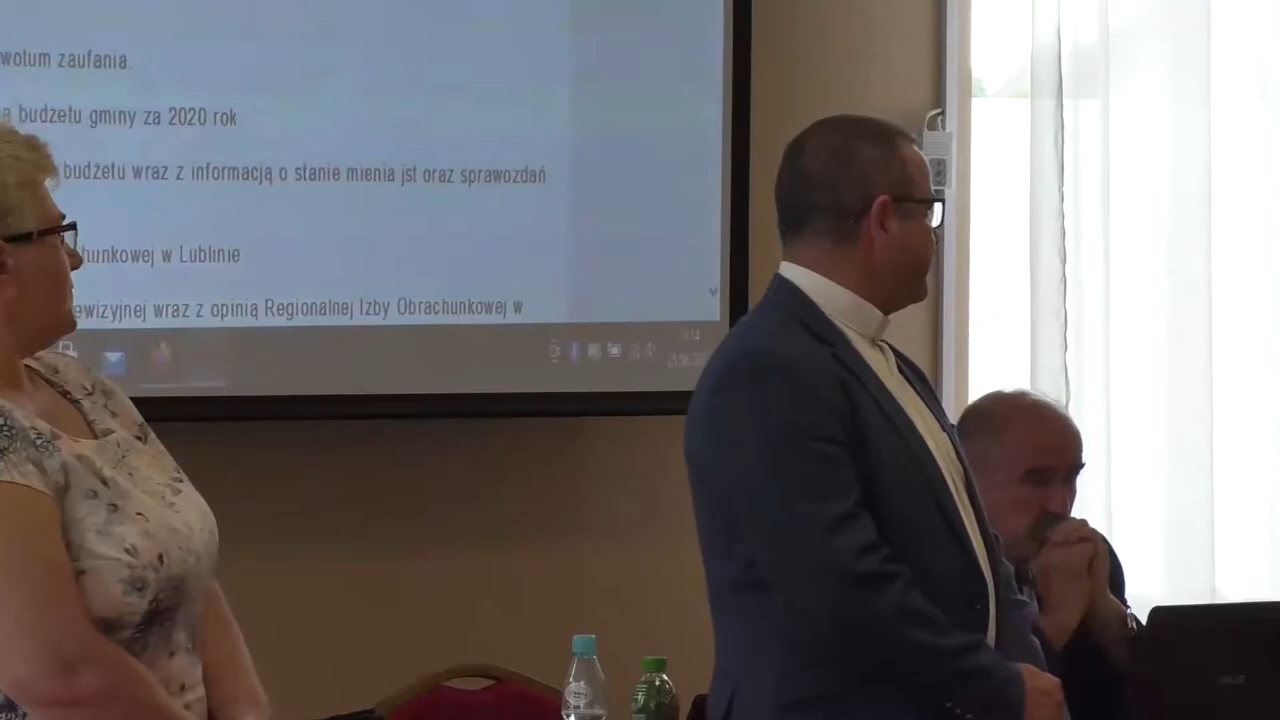 wotum zaufania.
budżetu gminy za 2020 rok
budżetu wraz z informacją o stanie mienia jst oraz sprawozdań
hunkowej w Lublinie
ewizyjnej wraz z opinią Regionalnej Izby Obrachunkowej w